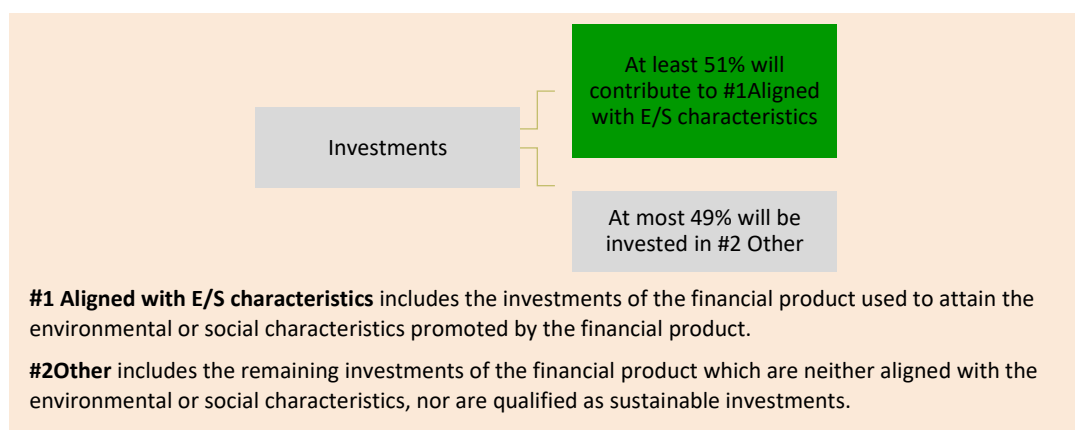 At least 51% will
contribute to #1Aligned
with E/S characteristics
Investments
At most 49% will be
invested in #2 Other
#1 Aligned with E/S characteristics includes the investments of the financial product used to attain the
environmental or social characteristics promoted by the financial product.
#2Other includes the remaining investments of the financial product which are neither aligned with the
environmental or social characteristics, nor are qualified as sustainable investments.